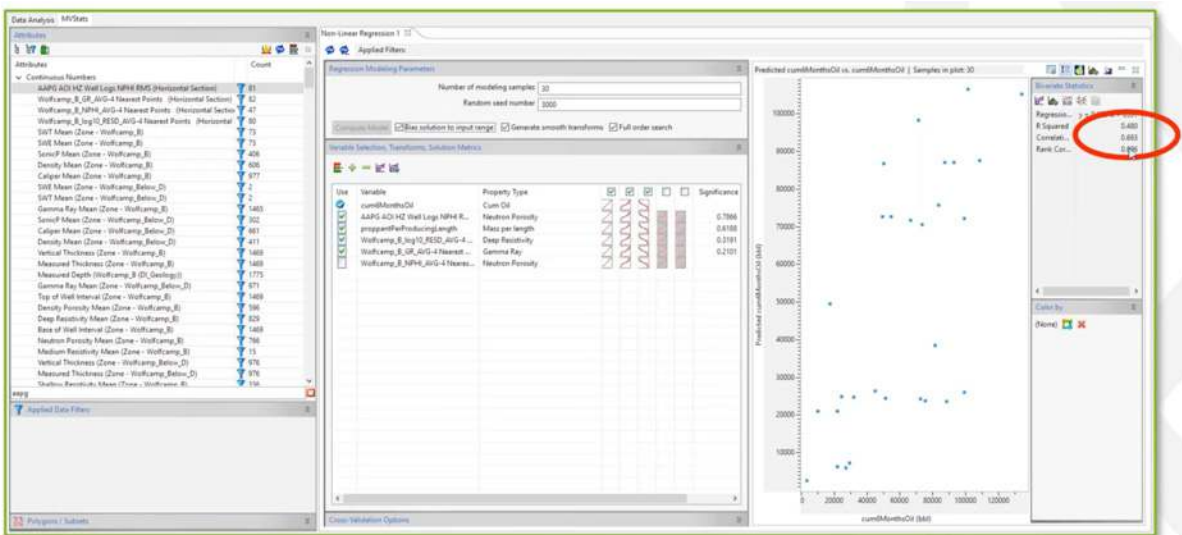 Data Analysis MVStats
Attributes
Attributes Count
Continuous Numbers
AAPG AOI HZ Well Logs NPHI RMS (Horizontal Section) 81
Wolfcamp_B_GR_AVG-4 Nearest Points (Horizontal Section) 82
Wolfcamp_B_NPHI_AVG-4 Nearest Points (Horizontal Section 47
Wolfcamp_B_log10_RESD_AVG-4 Nearest Points (Horizontal 80
SWT Mean (Zone - Wolfcamp_B) 73
SWE Mean (Zone - Wolfcamp_B) 75
SonicP Mean (Zone - Wolfcamp_B) 406
Density Mean (Zone - Wolfcamp_B) 606
Caliper Mean (Zone - Wolfcamp_B) 977
SWE Mean (Zone - Wolfcamp_Below_D) 2
SWT Mean (Zone - Wolfcamp_Below_D) 2
Gamma Ray Mean (Zone - Wolfcamp_B) 1465
SonicP Mean (Zone - Wolfcamp_Below_D) 302
Caliper Mean (Zone - Wolfcamp_Below_D) 661
Density Mean (Zone - Wolfcamp_Below_D) 411
Vertical Thickness (Zone - Wolfcamp_B) 1469
Measured Thickness (Zone - Wolfcamp_B) 1469
Measured Depth (Wolfcamp_B (DI_Geology)) 1775
Gamma Ray Mean (Zone - Wolfcamp_Below_D) 971
Top of Well Interval (Zone - Wolfcamp_B) 1469
Density Porosity Mean (Zone - Wolfcamp_B) 596
Deep Resistivity Mean (Zone - Wolfcamp_B) 829
Base of Well Interval (Zone - Wolfcamp_B) 1469
Neutron Porosity Mean (Zone - Wolfcamp_B) 766
Medium Resistivity Mean (Zone - Wolfcamp_B) 15
Vertical Thickness (Zone - Wolfcamp_Below_D) 976
Measured Thickness (Zone - Wolfcamp_Below_D) 976
Shallow Resistivity Mean (Zone - Wolfcamp_B)
aapg
Applied Data Filters
Polygons / Subsets
Non-Linear Regression 1
Applied Filters:
Regression Modeling Parameters
Number of modeling samples 30
Random seed number 3000
Compute Model Bias solution to input range Generate smooth transforms Full order search
Variable Selection, Transforms, Solution Metrics
Use Variable Property Type Significance
cum6MonthsOil Cum Oil
AAPG AOI HZ Well Logs NPHI R... Neutron Porosity 0.7866
proppantPerProducingLength Mass per length 0.6188
Wolfcamp_B_log10_RESD_AVG-4 ... Deep Resistivity 0.3191
Wolfcamp_B_GR_AVG-4 Nearest ... Gamma Ray 0.2101
Wolfcamp_B_NPHI_AVG-4 Neares... Neutron Porosity
Cross-Validation Options
Predicted cum6MonthsOil vs. cum6MonthsOil | Samples in plot: 30
100000
90000
80000
70000
60000
50000
40000
30000
20000
10000
Predicted cum6MonthsOil (bbl)
0 20000 40000 60000 80000 100000 120000
cum6MonthsOil (bbl)
Bivariate Statistics
Regressio...
R Squared 0.480
Correlati... 0.693
Rank Cor...
Color By
(None)